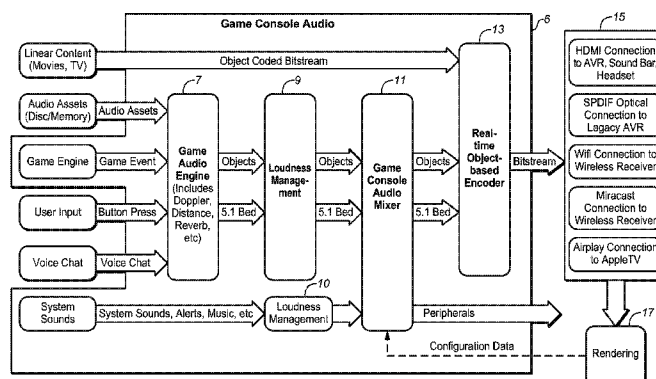 Game Console Audio
6
15
Linear Content
(Movies, TV)
Object Coded Bitstream
13
HDMI Connection
to AVR, Sound Bar,
Headset
Audio Assets
(Disc/Memory)
Audio Assets
7
9
11
SPDIF Optical
Connection to
Legacy AVR
Game Engine
Game Event
Game
Audio
Engine
(Includes
Doppler,
Distance,
Reverb,
etc)
Objects
Loudness
Manage-
ment
Objects
Game
Console
Audio
Mixer
Objects
Real-
time
Object-
based
Encoder
Bitstream
Wifi Connection to
Wireless Receiver
User Input
Button Press
5.1 Bed
5.1 Bed
5.1 Bed
Miracast
Connection to
Wireless Receiver
Voice Chat
Voice Chat
Airplay Connection
to AppleTV
10
System
Sounds
System Sounds, Alerts, Music, etc
Loudness
Management
Peripherals
Configuration Data
17
Rendering